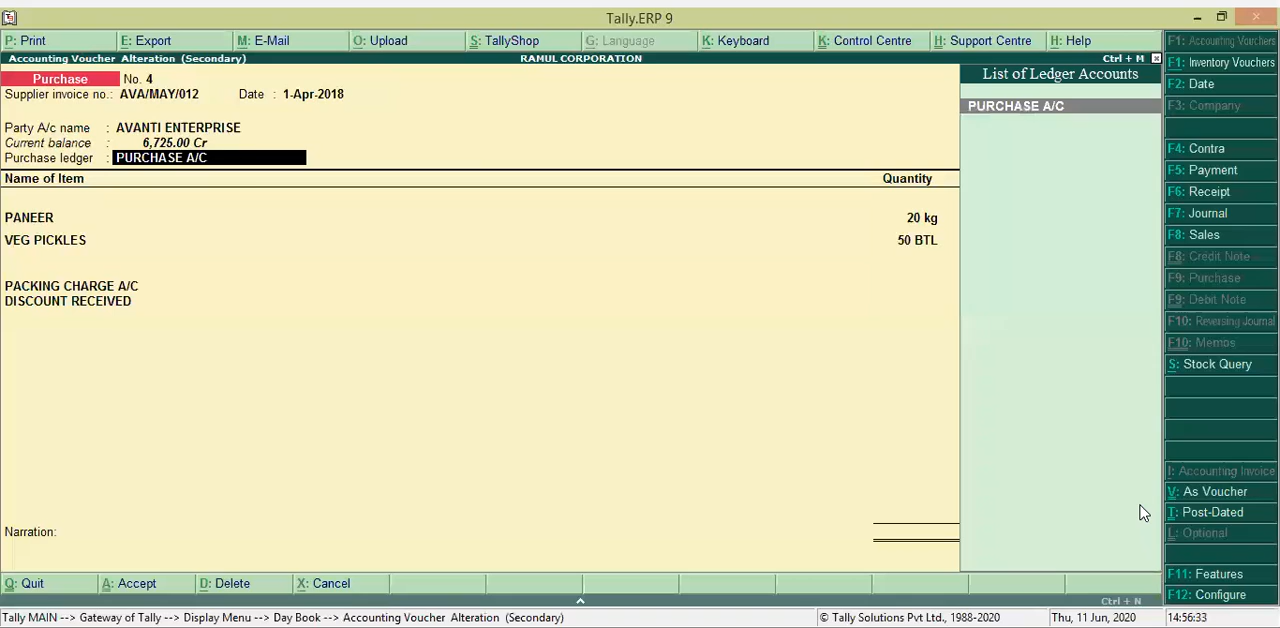 Tally.ERP 9
P: Print E: Export M: E-Mail O: Upload S: TallyShop G: Language K: Keyboard K: Control Centre H: Support Centre H: Help
Accounting Voucher Alteration (Secondary) RAMUL CORPORATION Ctrl + M
Purchase No. 4
Supplier invoice no.: AVA/MAY/012 Date : 1-Apr-2018
Party A/c name : AVANTI ENTERPRISE
Current balance : 6,725.00 Cr
Purchase ledger : PURCHASE A/C
Name of Item Quantity
PANEER 20 kg
VEG PICKLES 50 BTL
PACKING CHARGE A/C
DISCOUNT RECEIVED
Narration:
List of Ledger Accounts
PURCHASE A/C
F1: Accounting Vouchers
F1: Inventory Vouchers
F2: Date
F3: Company
F4: Contra
F5: Payment
F6: Receipt
F7: Journal
F8: Sales
F8: Credit Note
F9: Purchase
F9: Debit Note
F10: Reversing Journal
F10: Memos
S: Stock Query
I: Accounting Invoice
V: As Voucher
T: Post-Dated
L: Optional
F11: Features
F12: Configure
Q: Quit A: Accept D: Delete X: Cancel
Ctrl + N
Tally MAIN --> Gateway of Tally --> Display Menu --> Day Book --> Accounting Voucher Alteration (Secondary) © Tally Solutions Pvt Ltd., 1988-2020 Thu, 11 Jun, 2020 14:56:33